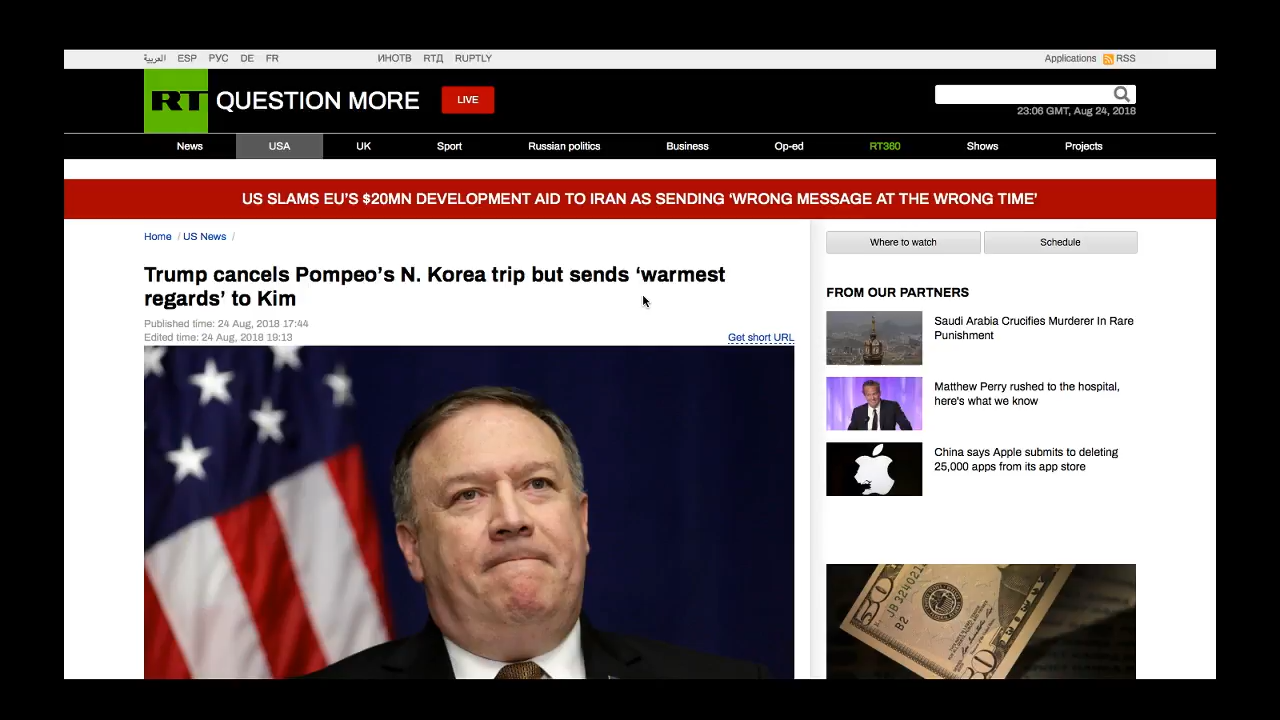 العربية ESP РУС DE FR ИНОТВ RTД RUPTLY Applications RSS
RT QUESTION MORE LIVE
23:06 GMT, Aug 24, 2018
News USA UK Sport Russian politics Business Op-ed RT360 Shows Projects
US SLAMS EU'S $20MN DEVELOPMENT AID TO IRAN AS SENDING 'WRONG MESSAGE AT THE WRONG TIME'
Home / US News /
Trump cancels Pompeo's N. Korea trip but sends 'warmest
regards' to Kim
Published time: 24 Aug, 2018 17:44
Edited time: 24 Aug, 2018 19:13
Get short URL
Where to watch Schedule
FROM OUR PARTNERS
Saudi Arabia Crucifies Murderer In Rare
Punishment
Matthew Perry rushed to the hospital,
here's what we know
China says Apple submits to deleting
25,000 apps from its app store
50
JB 324021
B2
50